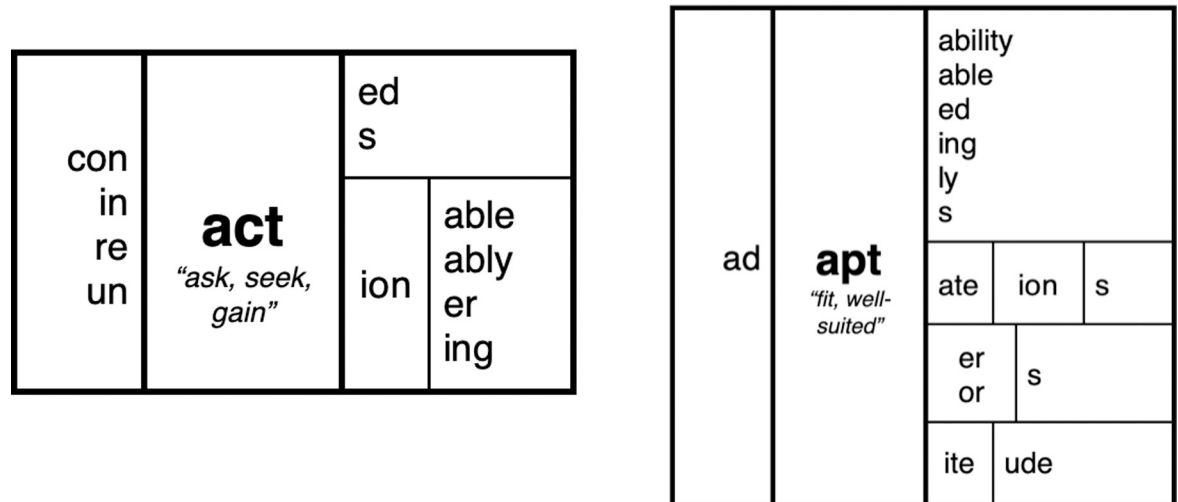 con
in
re
un
act
“ask, seek,
gain”
ed
s
ion
able
ably
er
ing
ad
apt
“fit, well-
suited”
ability
able
ed
ing
ly
s
ate
ion
s
er
or
s
ite
ude